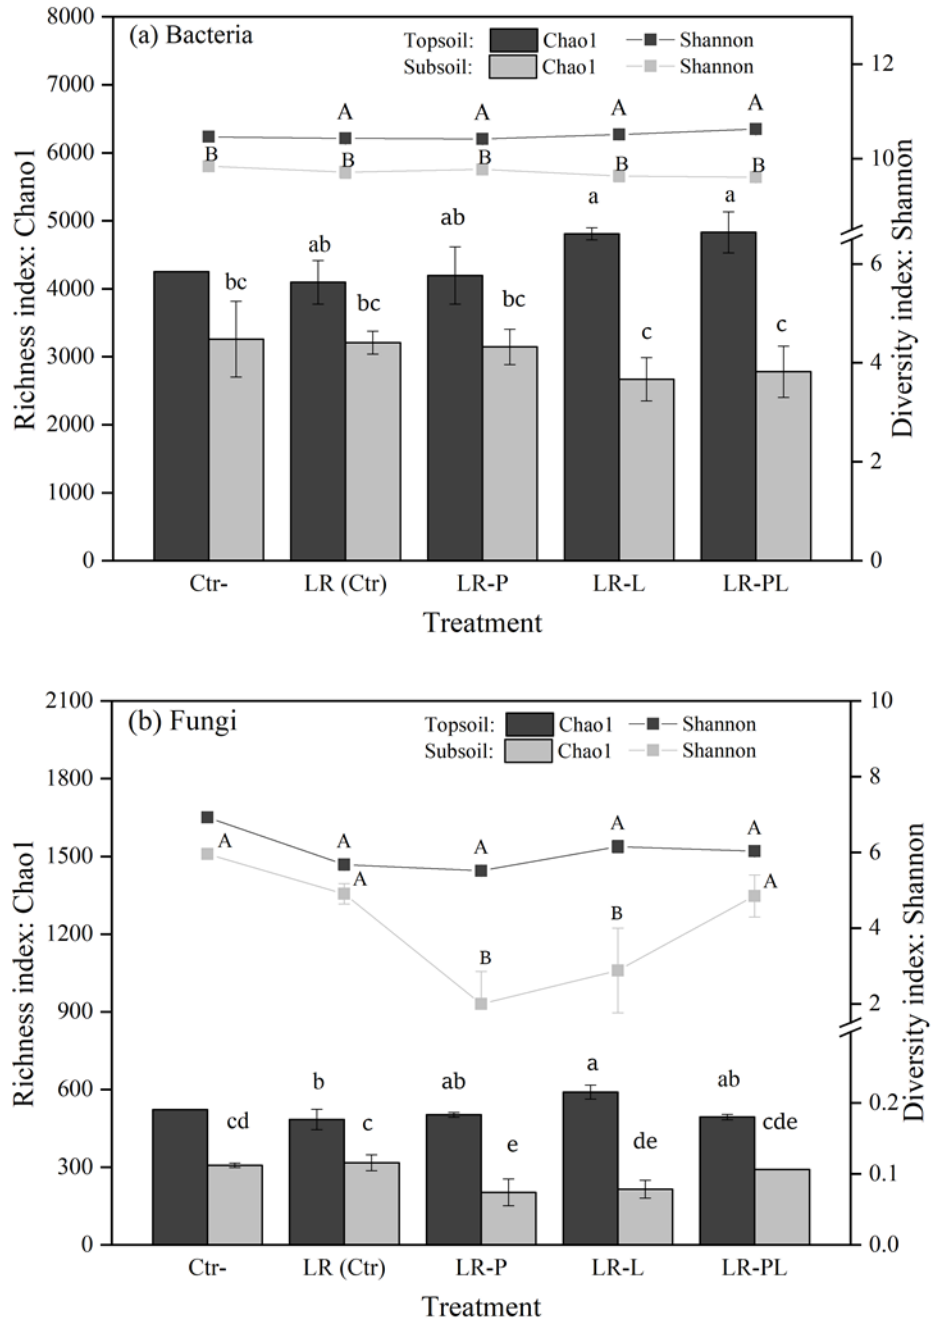 (a) Bacteria
Topsoil: Chao1 Shannon
Subsoil: Chao1 Shannon
8000
7000
6000
5000
4000
3000
2000
1000
0
Richness index: Chano1
12
10
6
4
2
0
Diversity index: Shannon
A A A A
B B B B B
ab ab a a
bc bc bc c c
Ctr- LR (Ctr) LR-P LR-L LR-PL
Treatment
(b) Fungi
Topsoil: Chao1 Shannon
Subsoil: Chao1 Shannon
2100
1800
1500
1200
900
600
300
0
Richness index: Chao1
10
8
6
4
2
0.2
0.1
0.0
Diversity index: Shannon
A A A A
A A B B A
b ab a ab
cd c e de cde
Ctr- LR (Ctr) LR-P LR-L LR-PL
Treatment